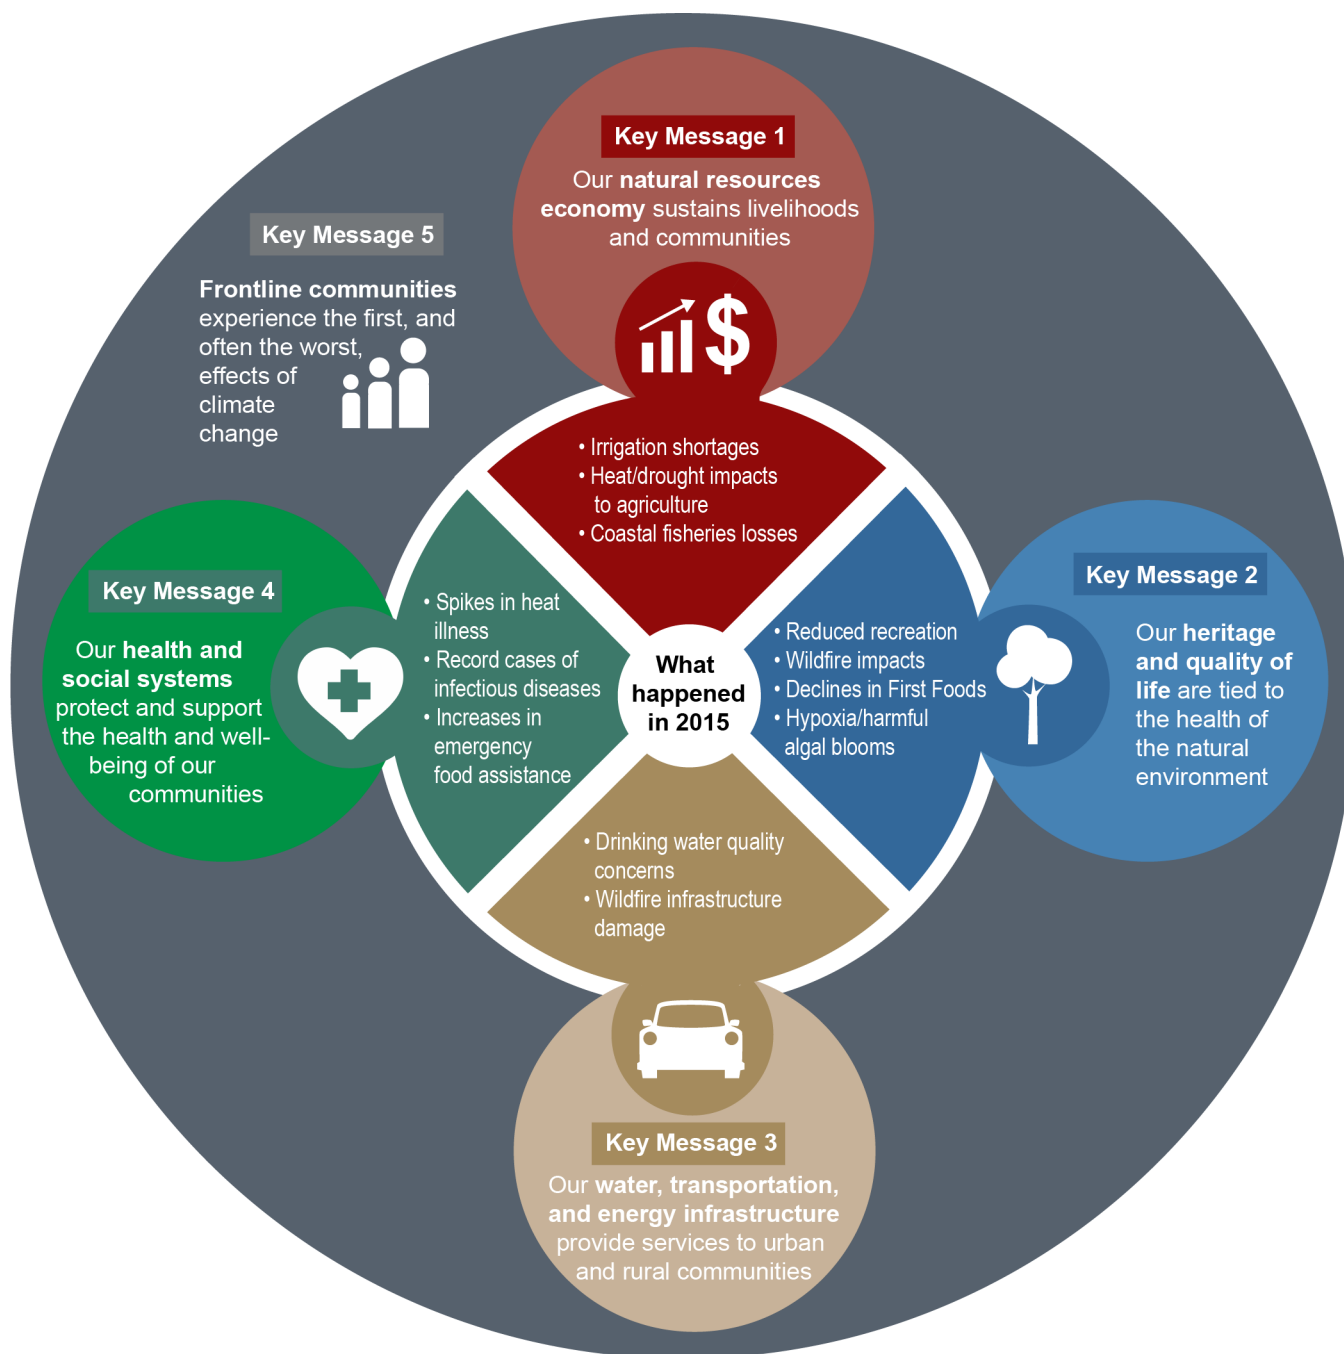 Key Message 1
Our natural resources
economy sustains livelihoods
and communities
$
• Irrigation shortages
• Heat/drought impacts
to agriculture
• Coastal fisheries losses
Key Message 5
Frontline communities
experience the first, and
often the worst,
effects of
climate
change
Key Message 4
Our health and
social systems
protect and support
the health and well-
being of our
communities
• Spikes in heat
illness
• Record cases of
infectious diseases
• Increases in
emergency
food assistance
What
happened
in 2015
• Reduced recreation
• Wildfire impacts
• Declines in First Foods
• Hypoxia/harmful
algal blooms
Key Message 2
Our heritage
and quality of
life are tied to
the health of
the natural
environment
• Drinking water quality
concerns
• Wildfire infrastructure
damage
Key Message 3
Our water, transportation,
and energy infrastructure
provide services to urban
and rural communities